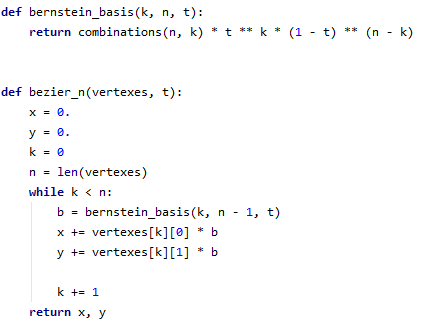 def bernstein_basis(k, n, t):
    return combinations(n, k) * t ** k * (1 - t) ** (n - k)
def bezier_n(vertexes, t):
    x = 0.
    y = 0.
    k = 0
    n = len(vertexes)
    while k < n:
        b = bernstein_basis(k, n - 1, t)
        x += vertexes[k][0] * b
        y += vertexes[k][1] * b
        k += 1
    return x, y